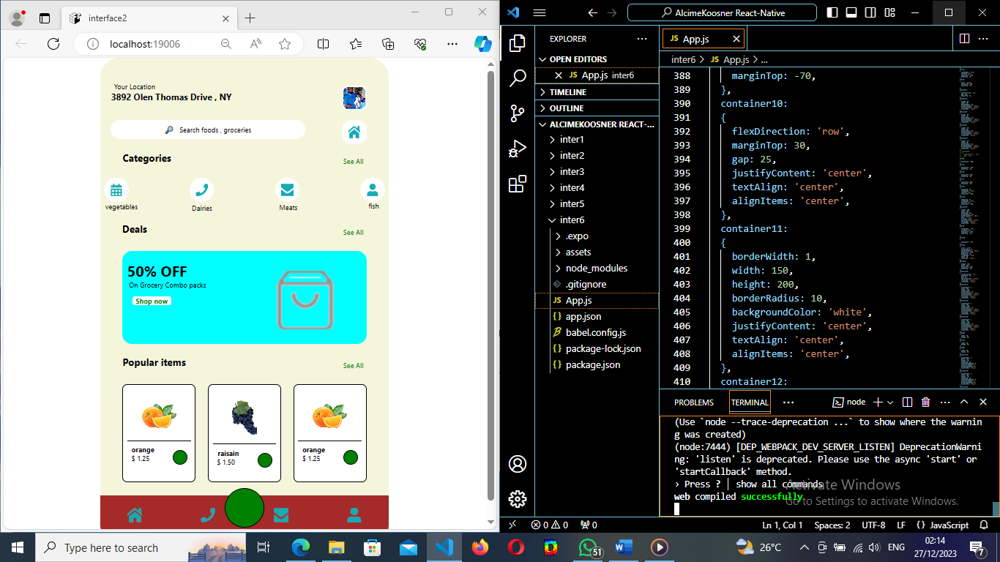 interface2
localhost:19006
Your Location
3892 Olen Thomas Drive , NY
Search foods , groceries
Categories
See All
vegetables
Dairies
Meats
fish
Deals
See All
50% OFF
On Grocery Combo packs
Shop now
Popular items
See All
orange
$ 1.25
raisain
$ 1.50
orange
$ 1.25
AlcimeKoosner React-Native
EXPLORER
OPEN EDITORS
JS App.js inter6
TIMELINE
OUTLINE
ALCIMEKOOSNER REACT-...
inter1
inter2
inter3
inter4
inter5
inter6
.expo
assets
node_modules
.gitignore
JS App.js
{} app.json
babel.config.js
{} package-lock.json
{} package.json
JS App.js
inter6 > JS App.js > ...
388 marginTop: -70,
389 },
390 container10:
391 {
392 flexDirection: 'row',
393 marginTop: 30,
394 gap: 25,
395 justifyContent: 'center',
396 textAlign: 'center',
397 alignItems: 'center',
398 },
399 container11:
400 {
401 borderWidth: 1,
402 width: 150,
403 height: 200,
404 borderRadius: 10,
405 backgroundColor: 'white',
406 justifyContent: 'center',
407 textAlign: 'center',
408 alignItems: 'center',
409 },
410 container12:
PROBLEMS TERMINAL ... node
(Use `node --trace-deprecation ...` to show where the warnin
g was created)
(node:7444) [DEP_WEBPACK_DEV_SERVER_LISTEN] DeprecationWarni
ng: 'listen' is deprecated. Please use the async 'start' or
'startCallback' method.
› Press ? │ show all commands
web compiled successfully
Activate Windows
Go to Settings to activate Windows.
0 0 0
Ln 1, Col 1 Spaces: 2 UTF-8 LF {} JavaScript
Type here to search
51
26°C
ENG
02:14
27/12/2023
7